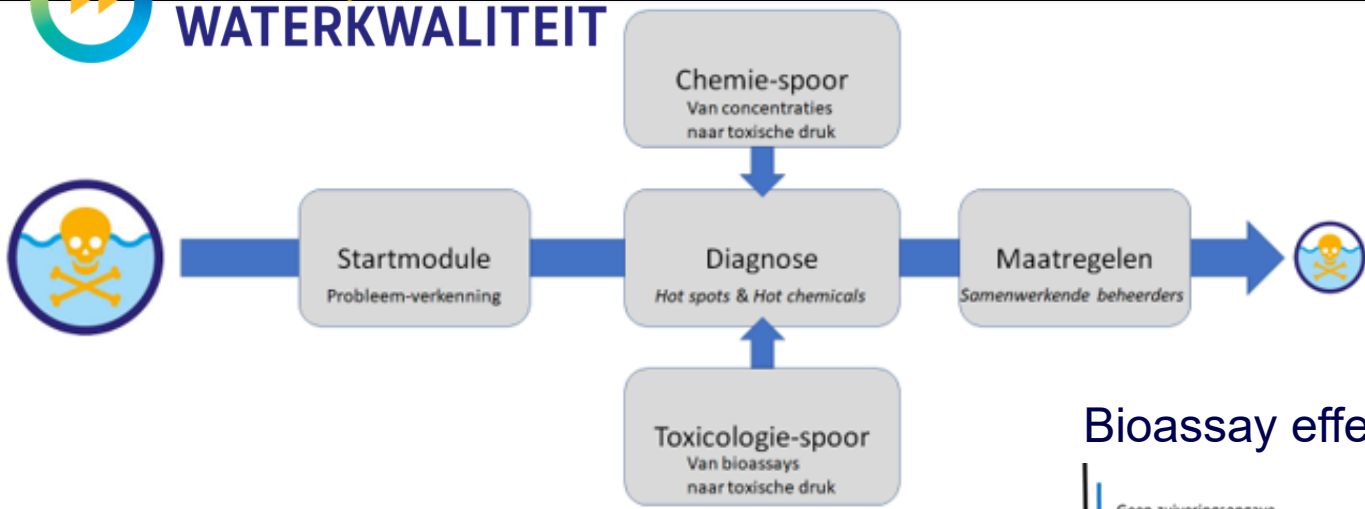 WATERKWALITEIT
Chemie-spoor
Van concentraties
naar toxische druk
Startmodule
Probleem-verkenning
Diagnose
Hot spots & Hot chemicals
Maatregelen
Samenwerkende beheerders
Toxicologie-spoor
Van bioassays
naar toxische druk
Bioassay effe